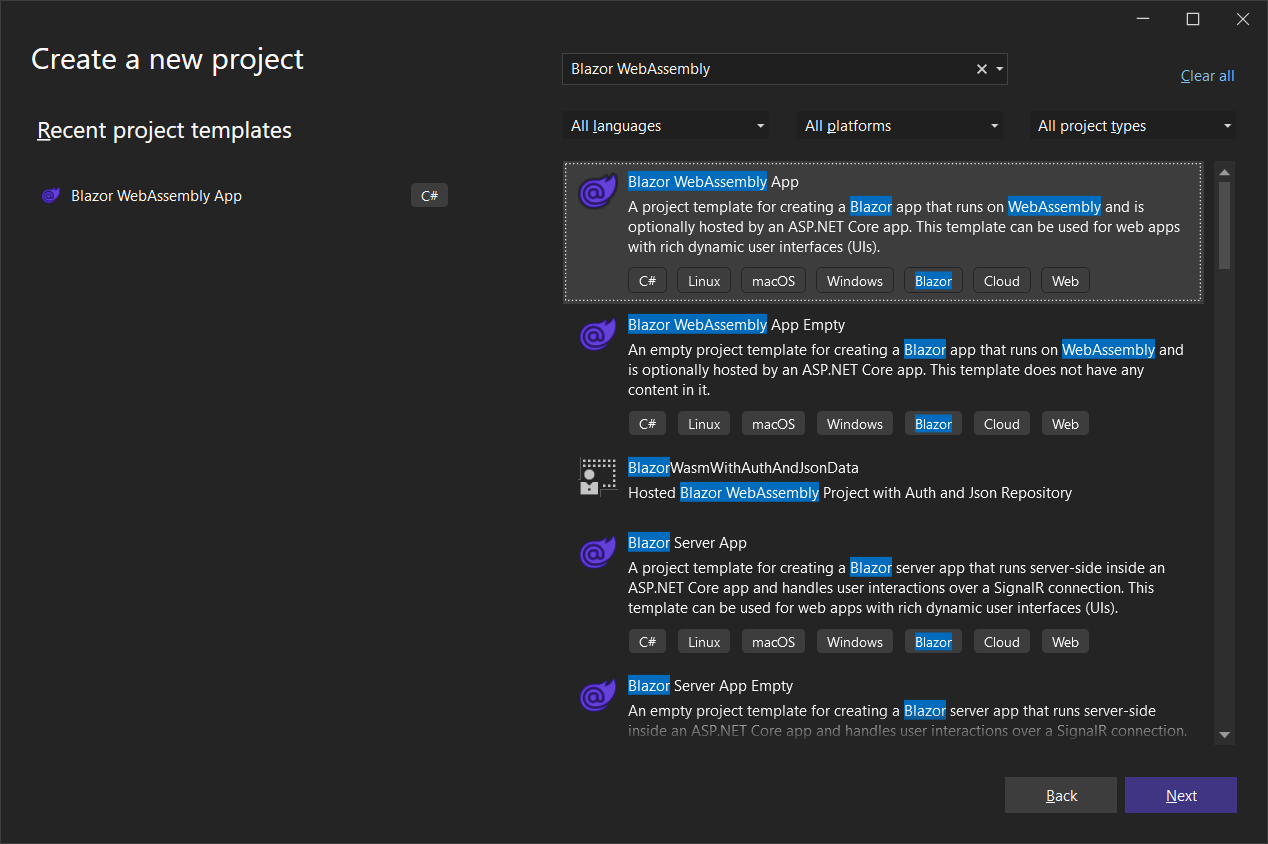 Create a new project
Blazor WebAssembly
Clear all
Recent project templates
All languages
All platforms
All project types
Blazor WebAssembly App
C#
Blazor WebAssembly App
A project template for creating a Blazor app that runs on WebAssembly and is
optionally hosted by an ASP.NET Core app. This template can be used for web apps
with rich dynamic user interfaces (UIs).
C# Linux macOS Windows Blazor Cloud Web
Blazor WebAssembly App Empty
An empty project template for creating a Blazor app that runs on WebAssembly and
is optionally hosted by an ASP.NET Core app. This template does not have any
content in it.
C# Linux macOS Windows Blazor Cloud Web
BlazorWasmWithAuthAndJsonData
Hosted Blazor WebAssembly Project with Auth and Json Repository
Blazor Server App
A project template for creating a Blazor server app that runs server-side inside an
ASP.NET Core app and handles user interactions over a SignalR connection. This
template can be used for web apps with rich dynamic user interfaces (UIs).
C# Linux macOS Windows Blazor Cloud Web
Blazor Server App Empty
An empty project template for creating a Blazor server app that runs server-side
inside an ASP.NET Core app and handles user interactions over a SignalR connection.
Back
Next